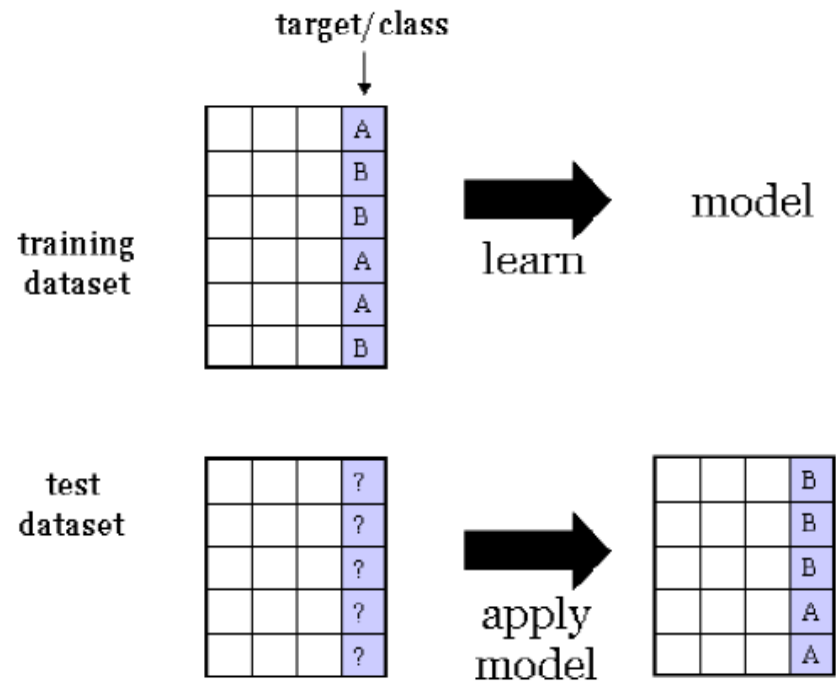 target/class
A
B
B
A
A
B
training
dataset
learn
model
test
dataset
?
?
?
?
?
apply
model
B
B
B
A
A